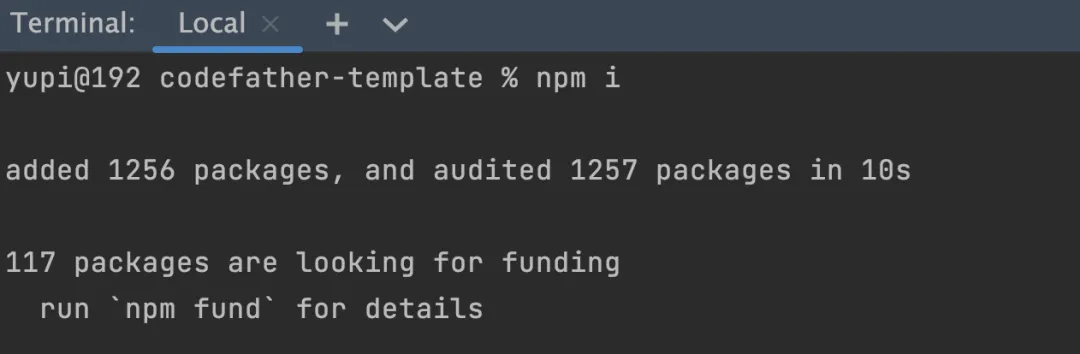 Terminal: Local × + 
yupi@192 codefather-template % npm i
added 1256 packages, and audited 1257 packages in 10s
117 packages are looking for funding
  run `npm fund` for details